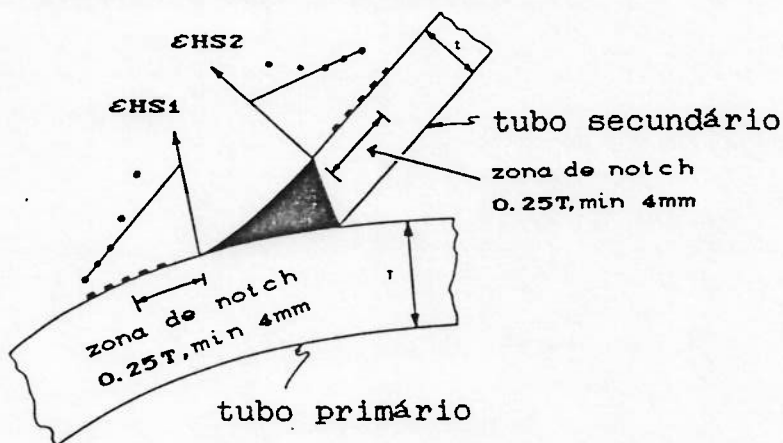 εHS2
εHS1
t
tubo secundário
zona de notch
0.25T, min 4mm
T
zona de notch
0.25T, min 4mm
tubo primário